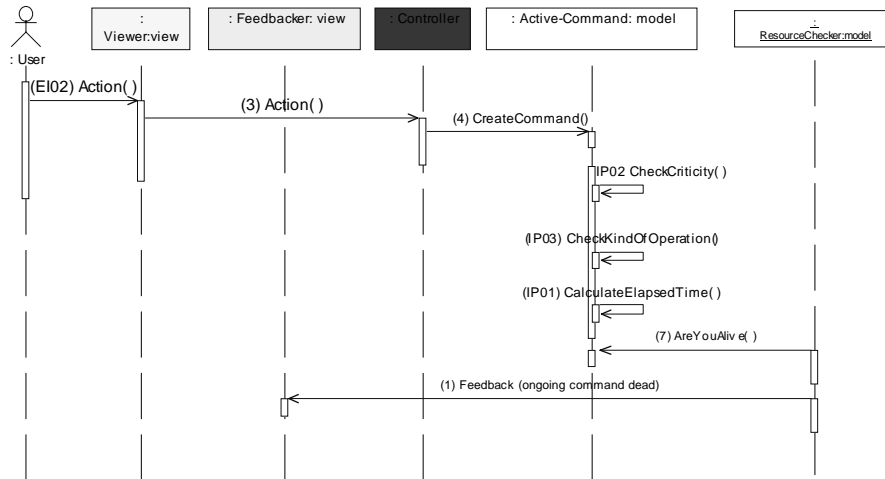 :
Viewer:view
: Feedbacker: view
: Controller
: Active-Command: model
:
ResourceChecker:model
: User
(EI02) Action( )
(3) Action( )
(4) CreateCommand()
IP02 CheckCriticity( )
(IP03) CheckKindOfOperation()
(IP01) CalculateElapsedTime( )
(7) AreYouAlive( )
(1) Feedback (ongoing command dead)